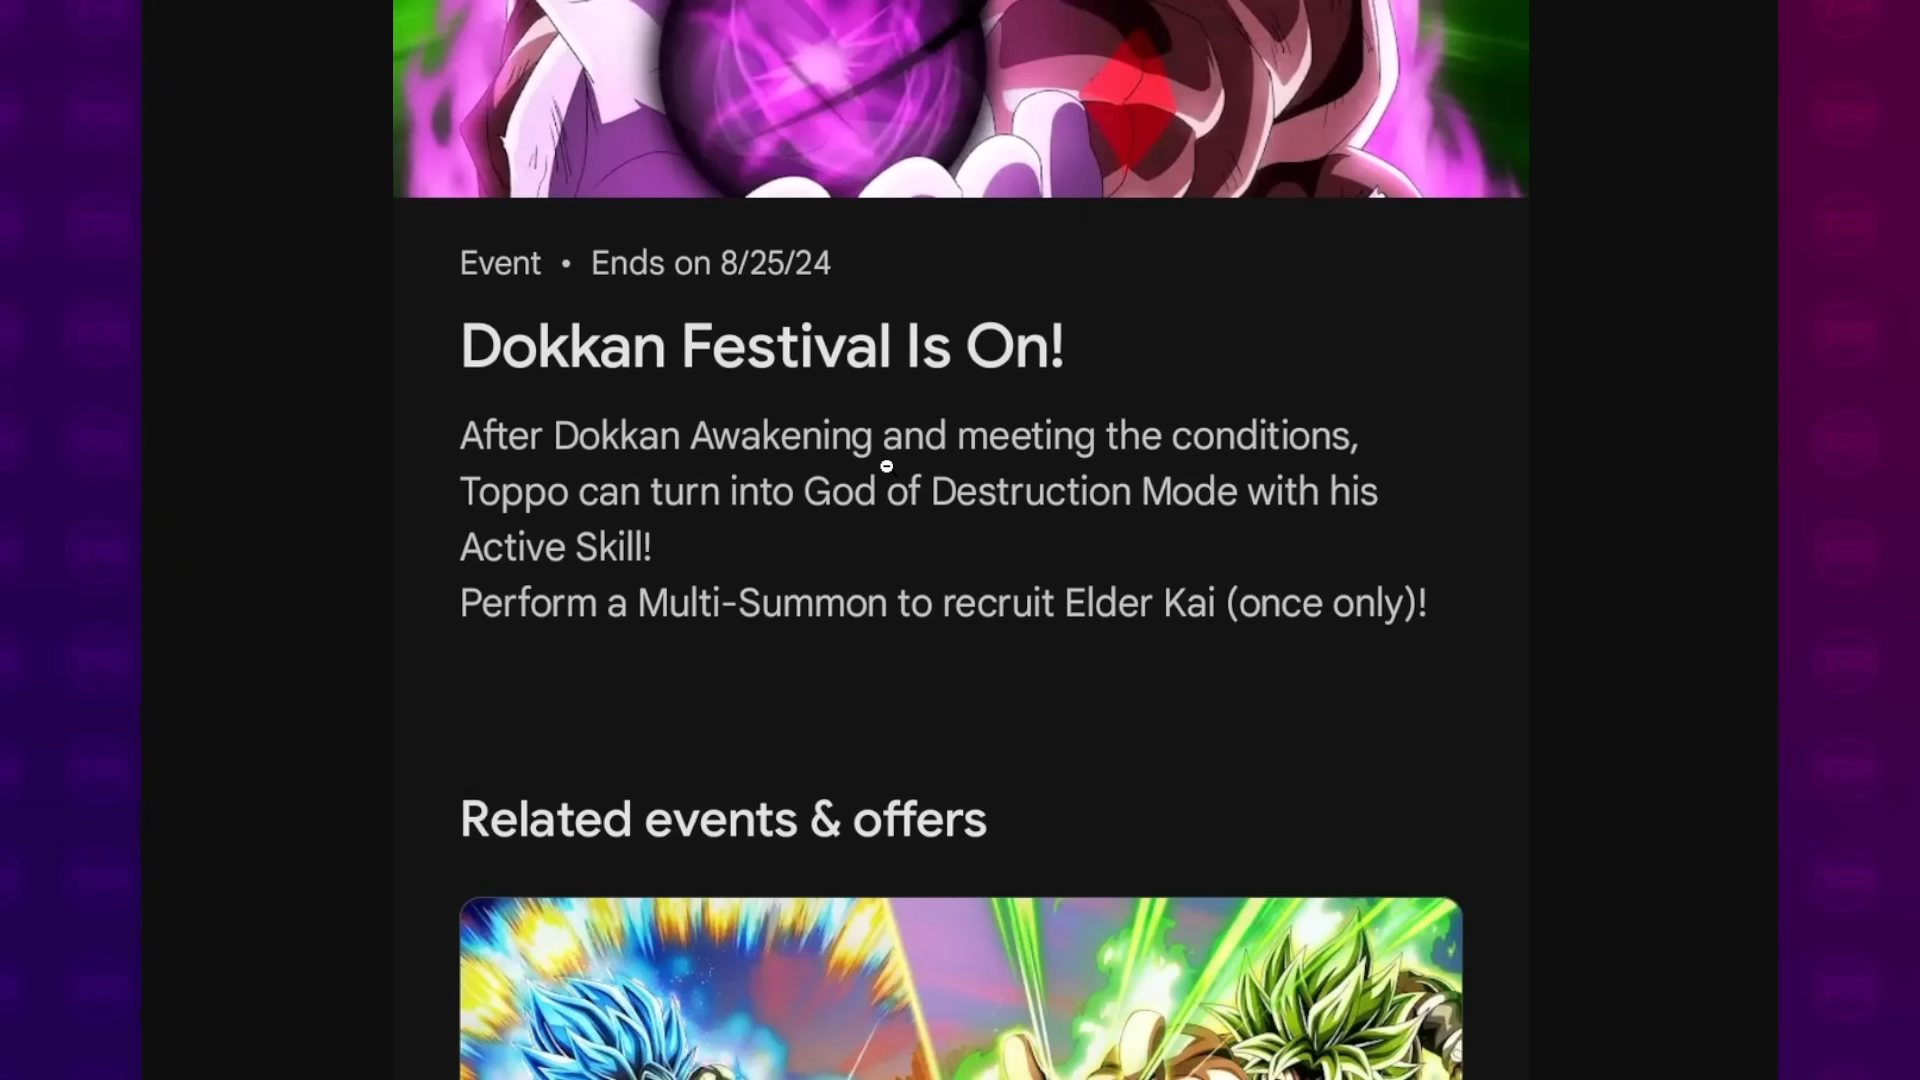 Event • Ends on 8/25/24
Dokkan Festival Is On!
After Dokkan Awakening and meeting the conditions,
Toppo can turn into God of Destruction Mode with his
Active Skill!
Perform a Multi-Summon to recruit Elder Kai (once only)!
Related events & offers